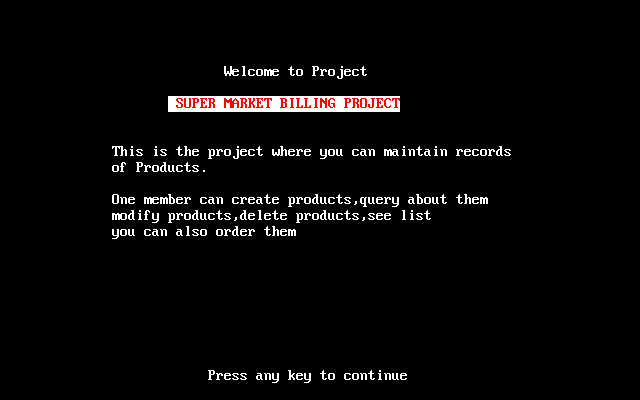 Welcome to Project
SUPER MARKET BILLING PROJECT
This is the project where you can maintain records
of Products.
One member can create products,query about them
modify products,delete products,see list
you can also order them
Press any key to continue